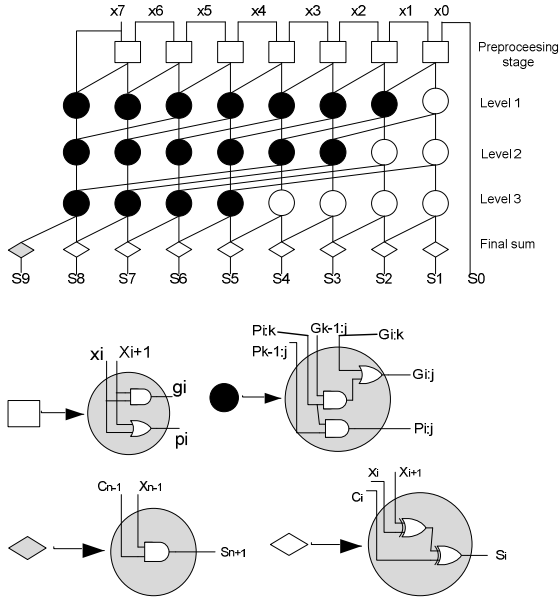 x7 x6 x5 x4 x3 x2 x1 x0
Preproceesing
stage
Level 1
Level 2
Level 3
Final sum
S9 S8 S7 S6 S5 S4 S3 S2 S1 S0
xi Xi+1
gi
pi
Pi:k Gk-1:j Gi:k
Pk-1:j
Gi:j
Pi:j
Cn-1 Xn-1
Sn+1
xi Xi+1
Ci
Si